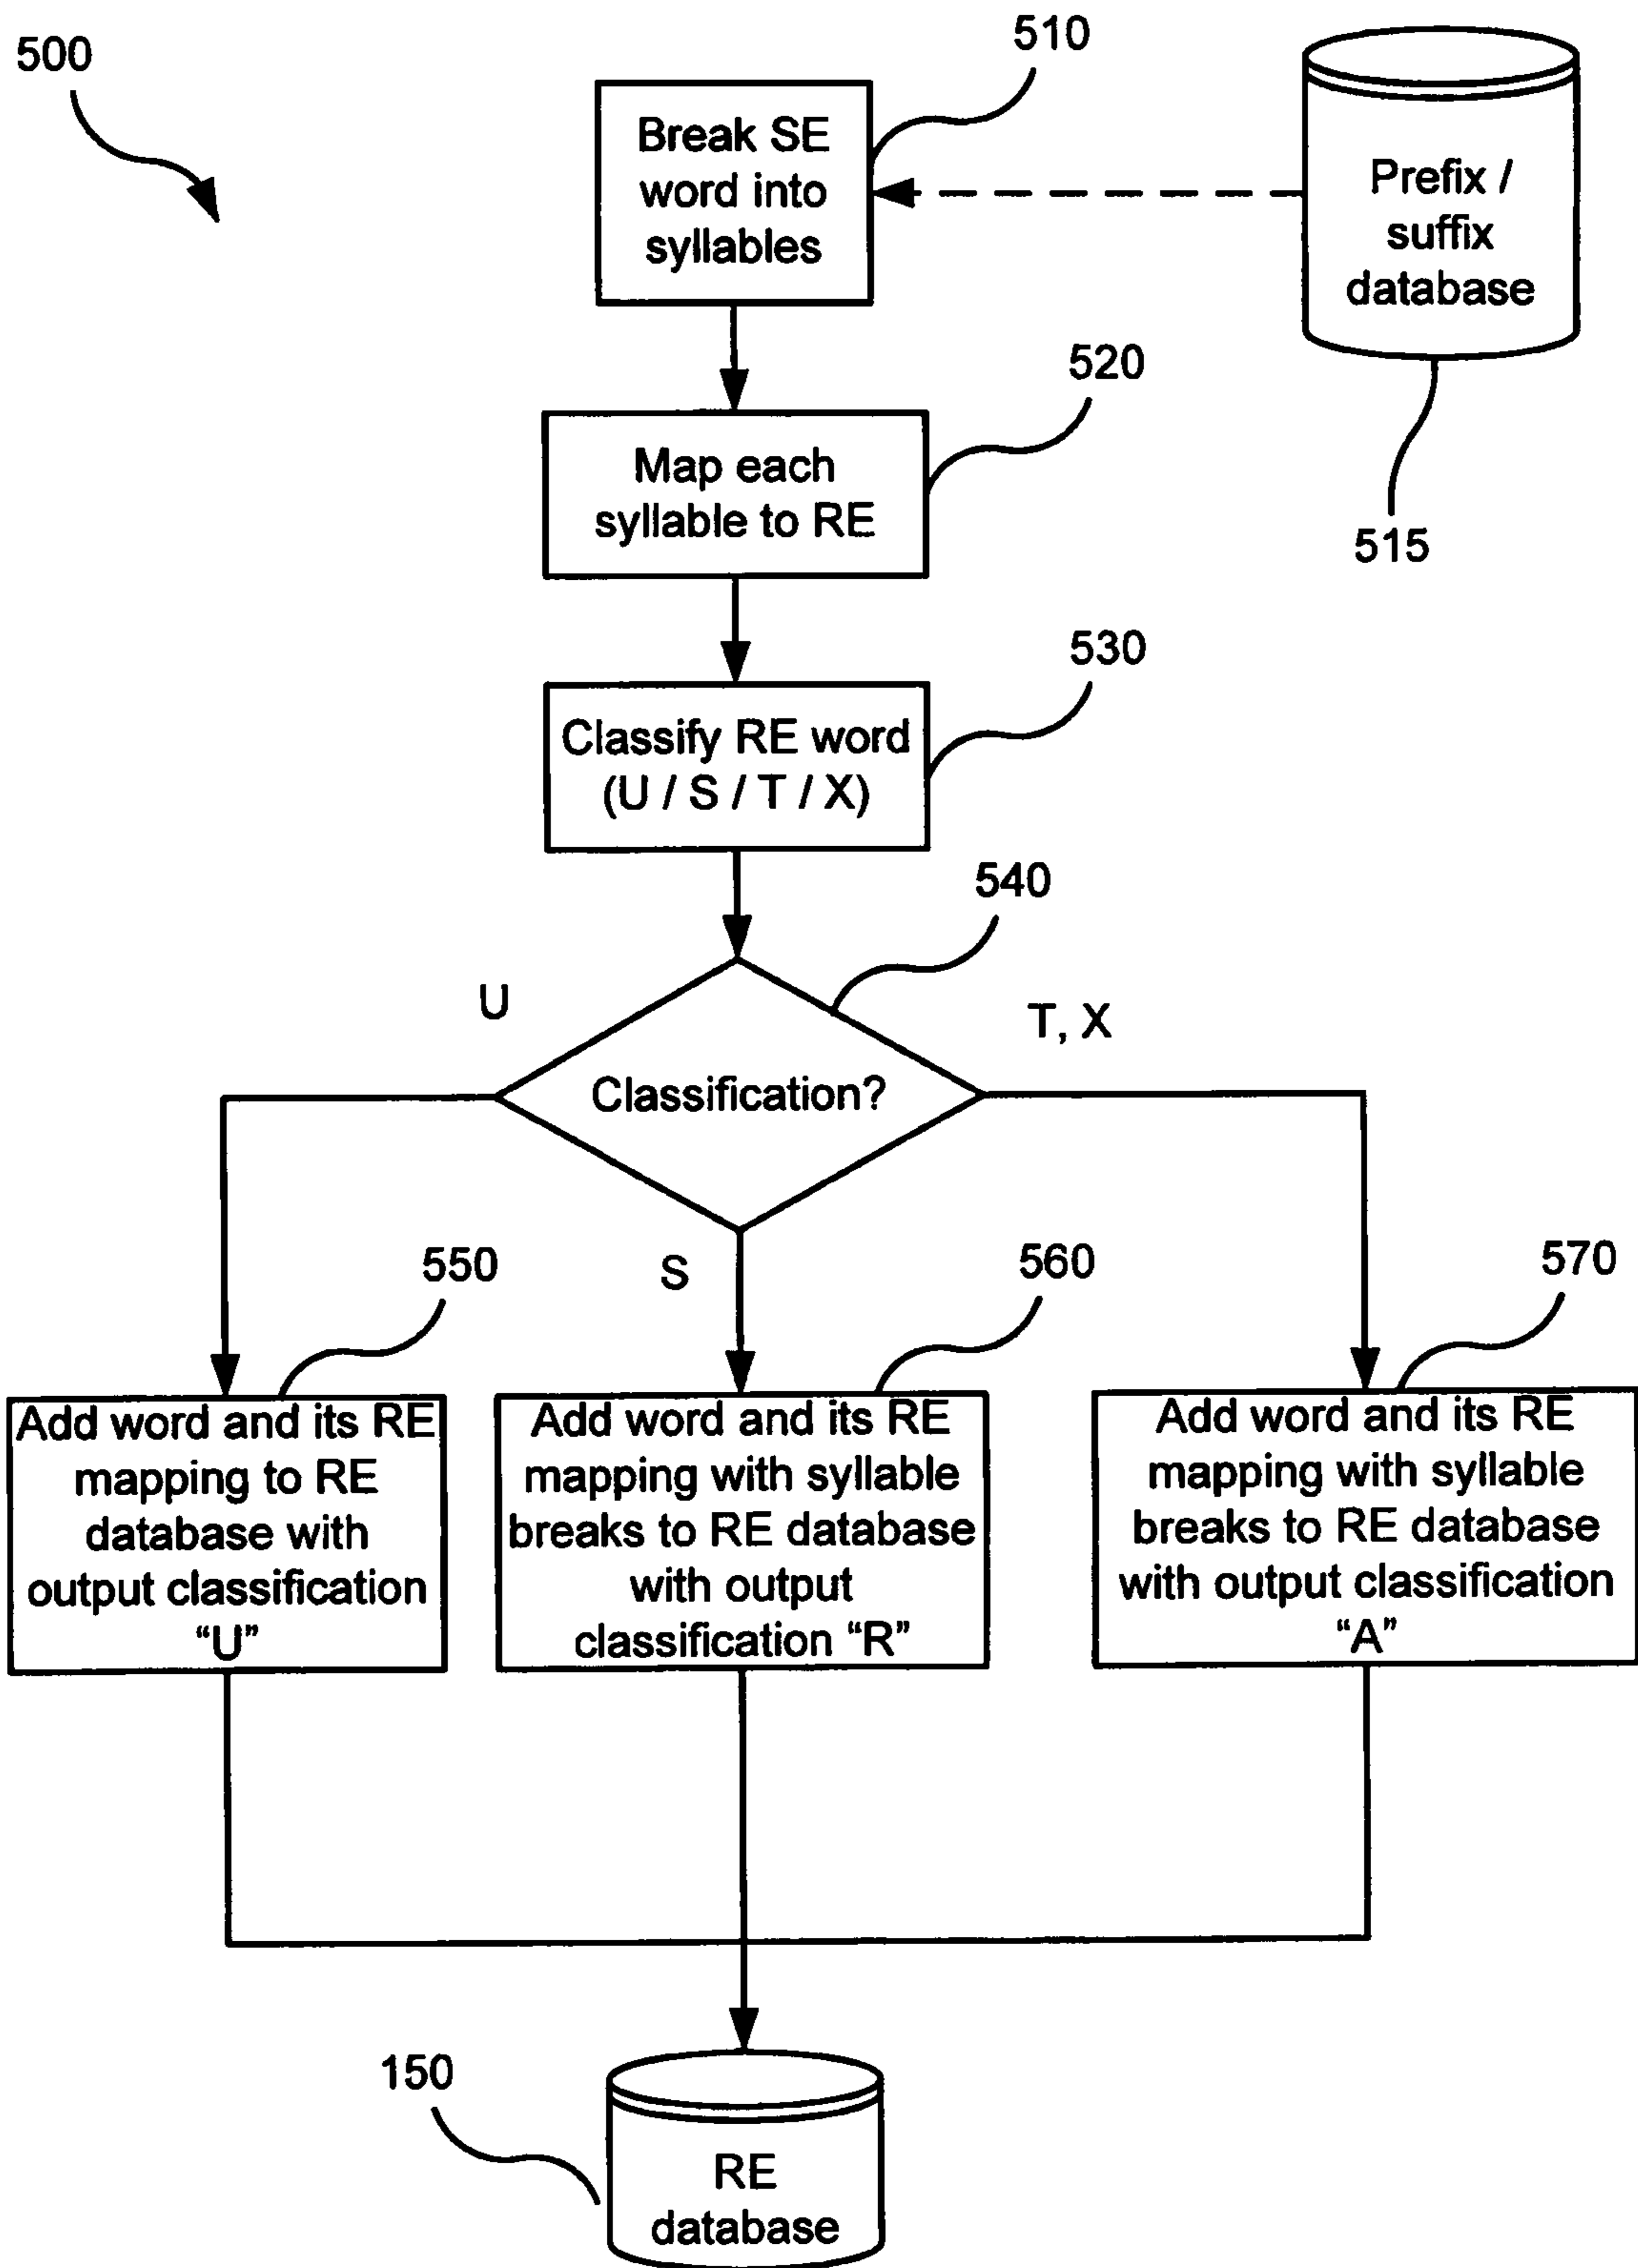 500
510
Break SE
word into
syllables
Prefix /
suffix
database
515
520
Map each
syllable to RE
530
Classify RE word
(U / S / T / X)
540
U
T, X
Classification?
S
550
560
570
Add word and its RE
mapping to RE
database with
output classification
“U”
Add word and its RE
mapping with syllable
breaks to RE database
with output
classification “R”
Add word and its RE
mapping with syllable
breaks to RE database
with output classification
“A”
150
RE
database